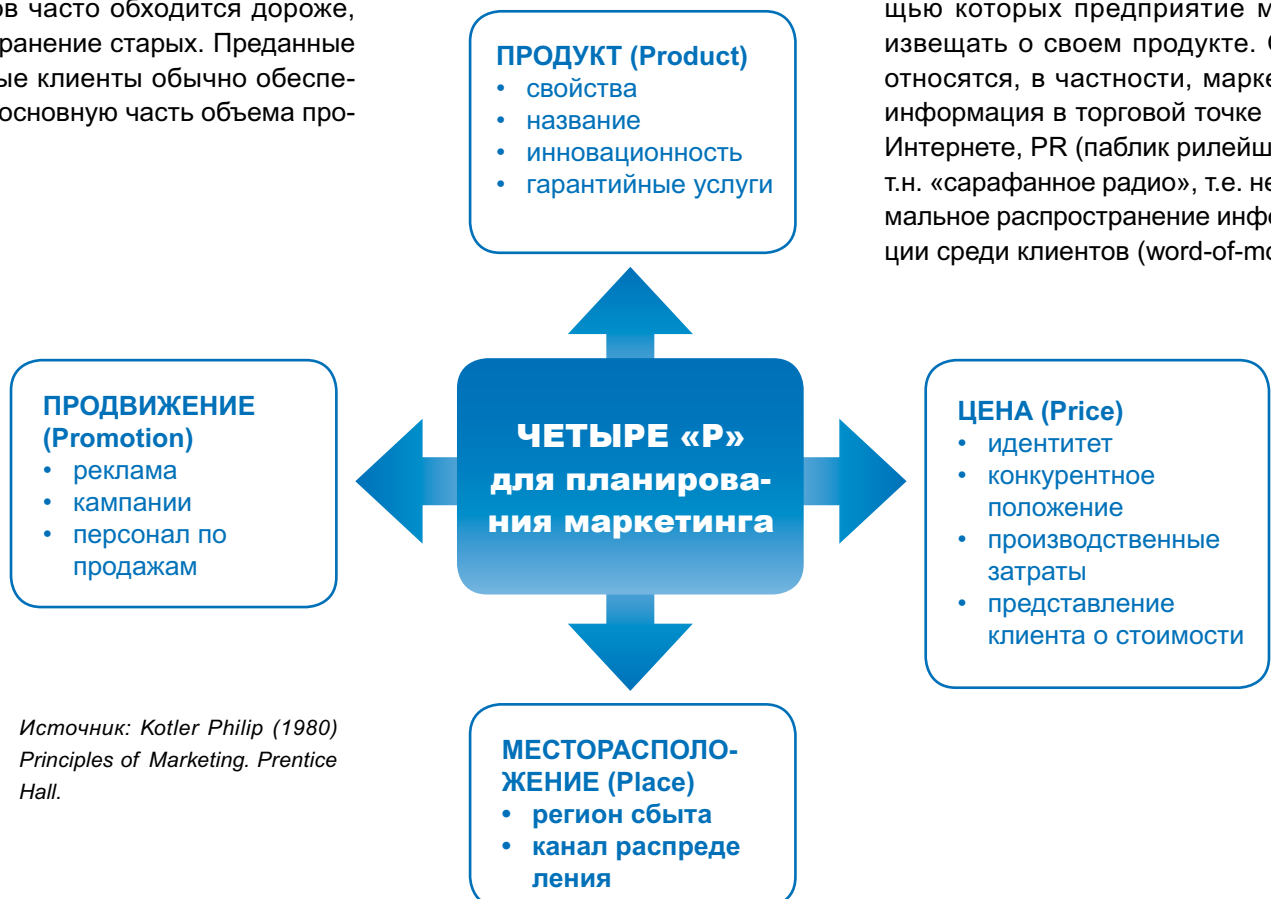 ов часто обходится дороже,
ранение старых. Преданные
ые клиенты обычно обеспе-
основную часть объема про-
ПРОДУКТ (Product)
• свойства
• название
• инновационность
• гарантийные услуги
щью которых предприятие м
извещать о своем продукте.
относятся, в частности, марке
информация в торговой точке
Интернете, PR (паблик рилейш
т.н. «сарафанное радио», т.е. не
мальное распространение инфо
ции среди клиентов (word-of-mo
ПРОДВИЖЕНИЕ
(Promotion)
• реклама
• кампании
• персонал по
продажам
ЧЕТЫРЕ «P»
для планирова-
ния маркетинга
ЦЕНА (Price)
• идентитет
• конкурентное
положение
• производственные
затраты
• представление
клиента о стоимости
Источник: Kotler Philip (1980)
Principles of Marketing. Prentice
Hall.
МЕСТОРАСПОЛО-
ЖЕНИЕ (Place)
• регион сбыта
• канал распреде
ления